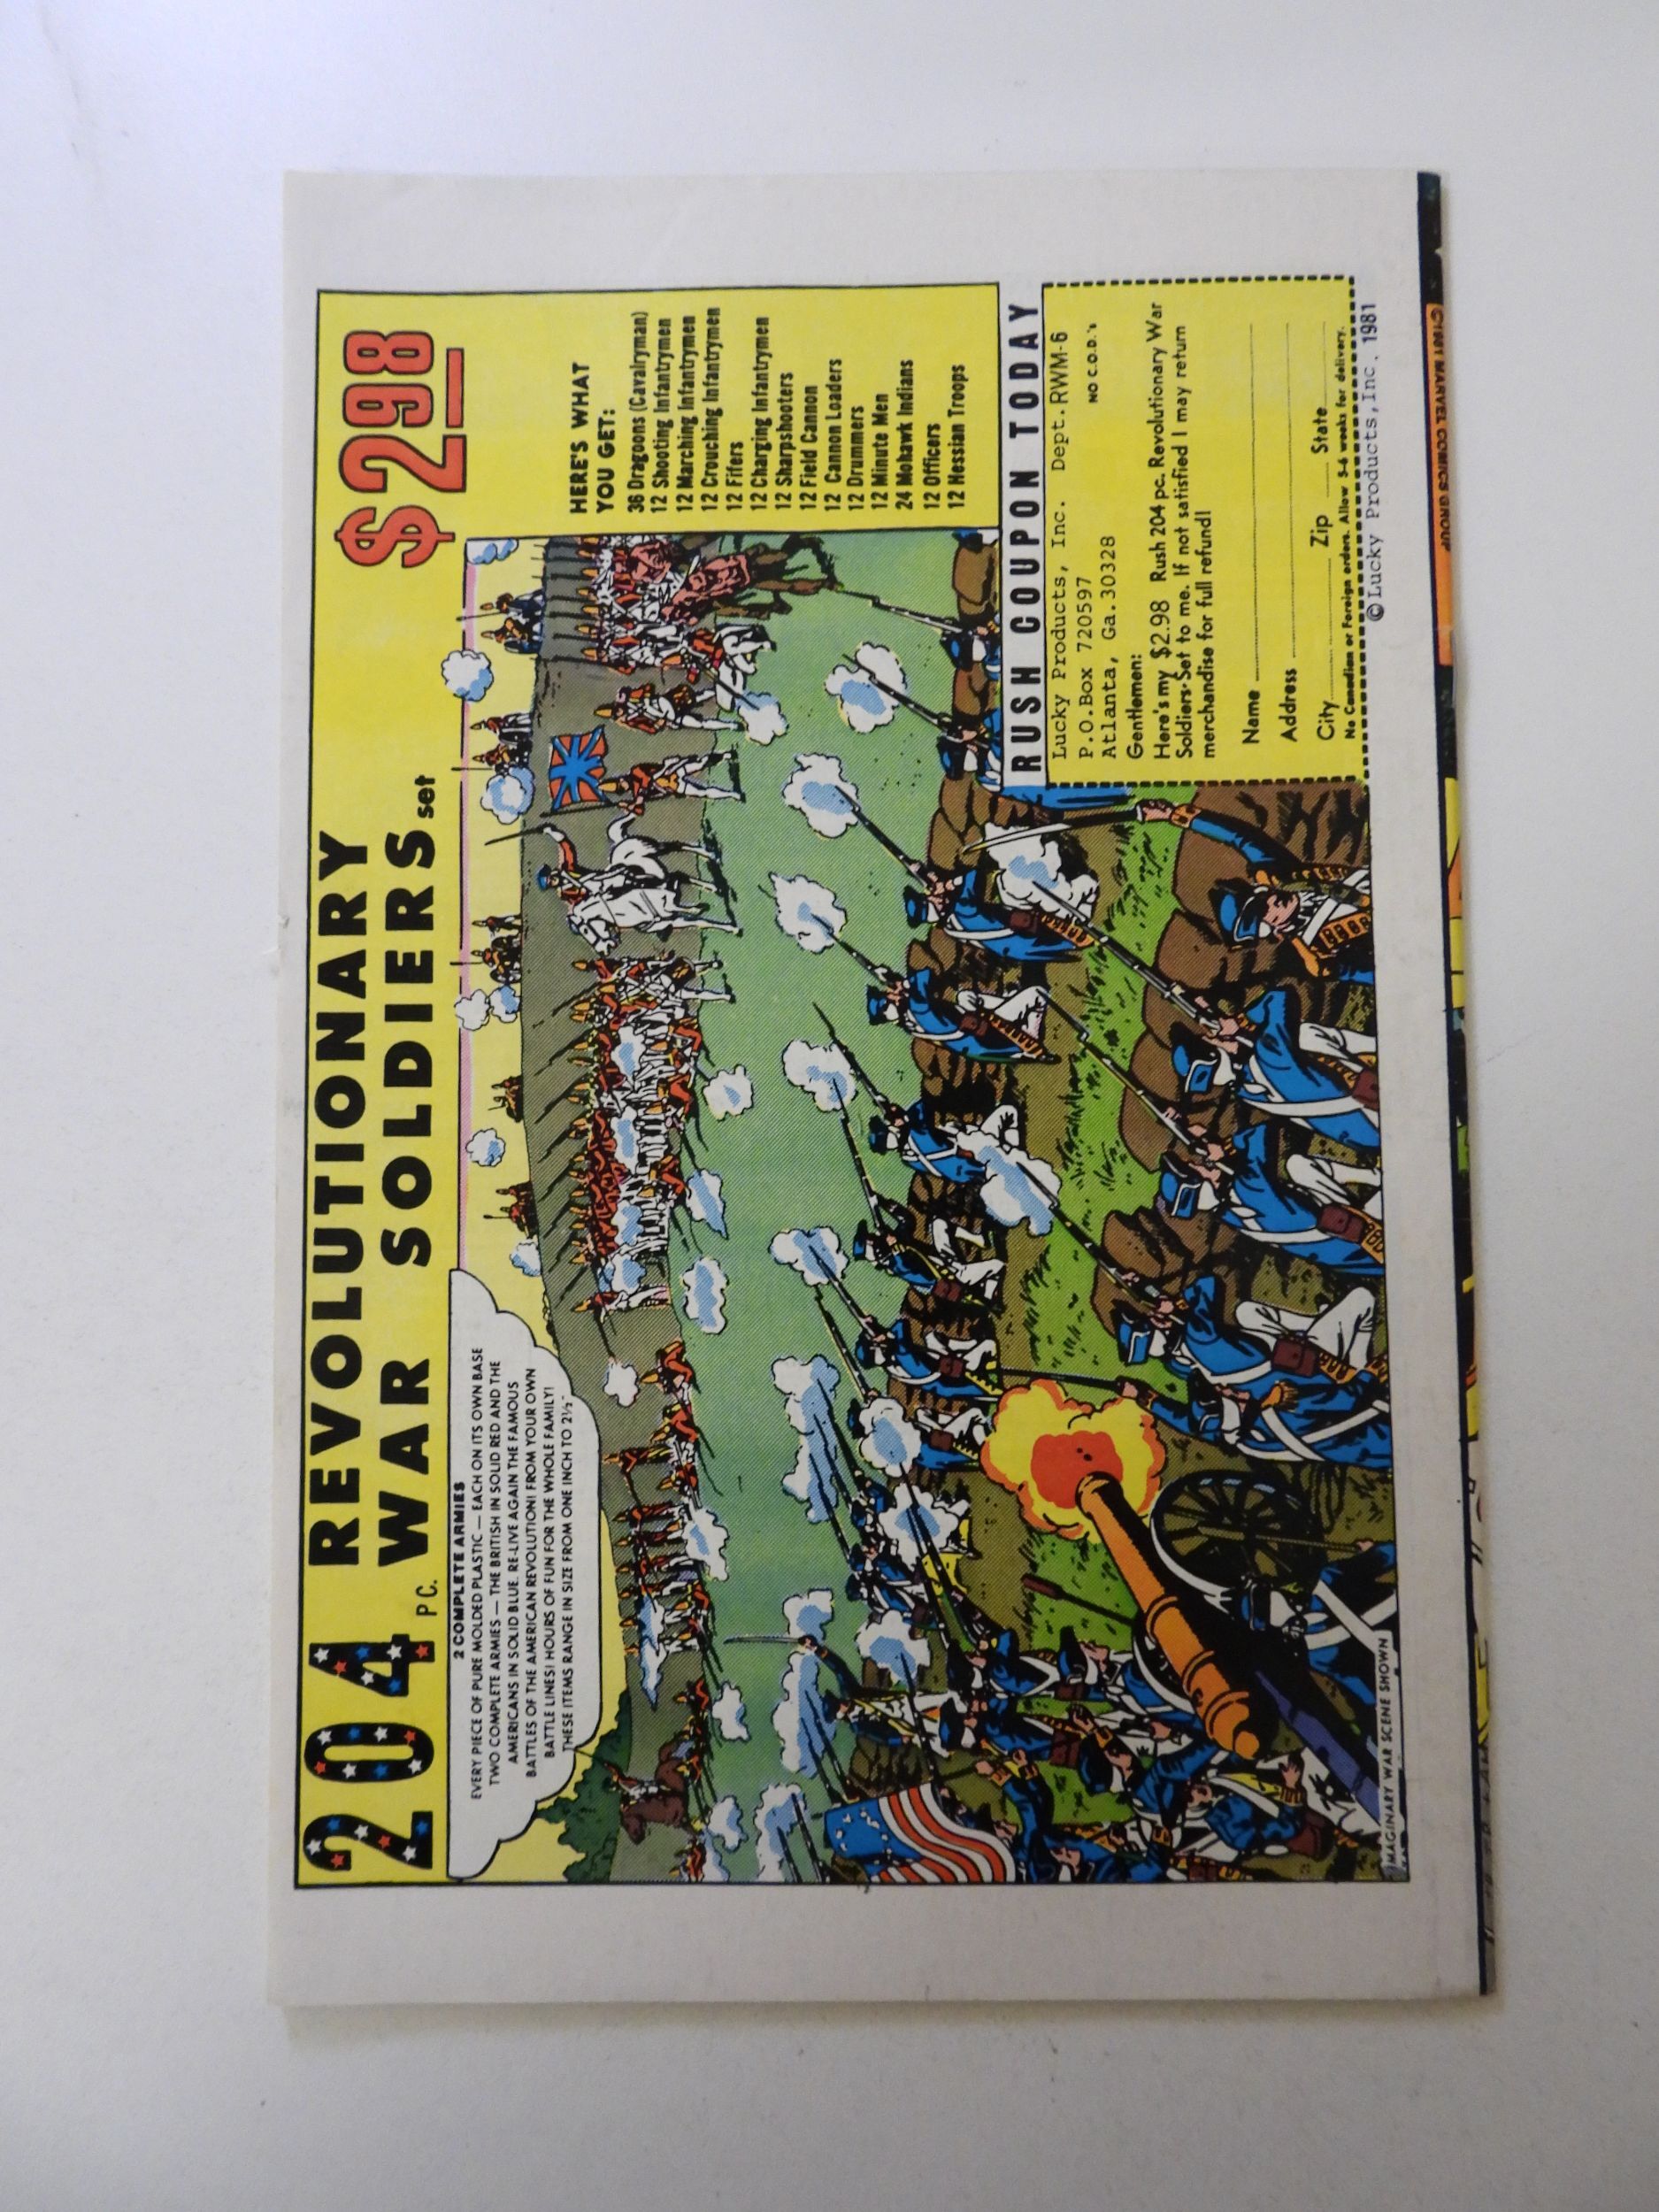 204 PC. REVOLUTIONARY
WAR SOLDIERS set
$2.98
2 COMPLETE ARMIES
EVERY PIECE OF PURE MOLDED PLASTIC — EACH ON ITS OWN BASE
TWO COMPLETE ARMIES — THE BRITISH IN SOLID RED AND THE
AMERICANS IN SOLID BLUE. RE-LIVE AGAIN THE FAMOUS
BATTLES OF THE AMERICAN REVOLUTION! FROM YOUR OWN
BATTLE LINES! HOURS OF FUN FOR THE WHOLE FAMILY!
THESE ITEMS RANGE IN SIZE FROM ONE INCH TO 2½"
HERE'S WHAT
YOU GET:
36 Dragoons (Cavalryman)
12 Shooting Infantrymen
12 Marching Infantrymen
12 Crouching Infantrymen
12 Fifers
12 Charging Infantrymen
12 Sharpshooters
12 Field Cannon
12 Cannon Loaders
12 Drummers
12 Minute Men
24 Mohawk Indians
12 Officers
12 Hessian Troops
RUSH COUPON TODAY
Lucky Products, Inc. Dept. RWM-6
P.O.Box 720597 NO C.O.D.'s
Atlanta, Ga. 30328
Gentlemen:
Here's my $2.98 Rush 204 pc. Revolutionary War
Soldiers Set to me. If not satisfied I may return
merchandise for full refund!
Name
Address
City Zip State
No Canadian or Foreign orders. Allow 5-6 weeks for delivery.
© Lucky Products, Inc. 1981
IMAGINARY WAR SCENE SHOWN
©1981 MARVEL COMICS GROUP